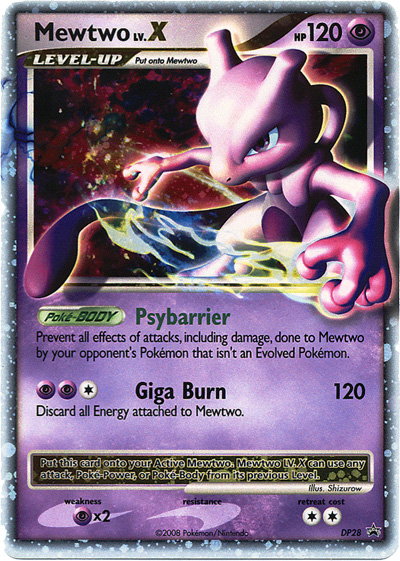 Mewtwo LV.X HP 120
LEVEL-UP Put onto Mewtwo
Poké-BODY Psybarrier
Prevent all effects of attacks, including damage, done to Mewtwo
by your opponent's Pokémon that isn't an Evolved Pokémon.
Giga Burn 120
Discard all Energy attached to Mewtwo.
Put this card onto your Active Mewtwo. Mewtwo LV.X can use any
attack, Poké-Power, or Poké-Body from its previous Level.
Illus. Shizurow
weakness resistance retreat cost
x2
©2008 Pokémon/Nintendo DP28